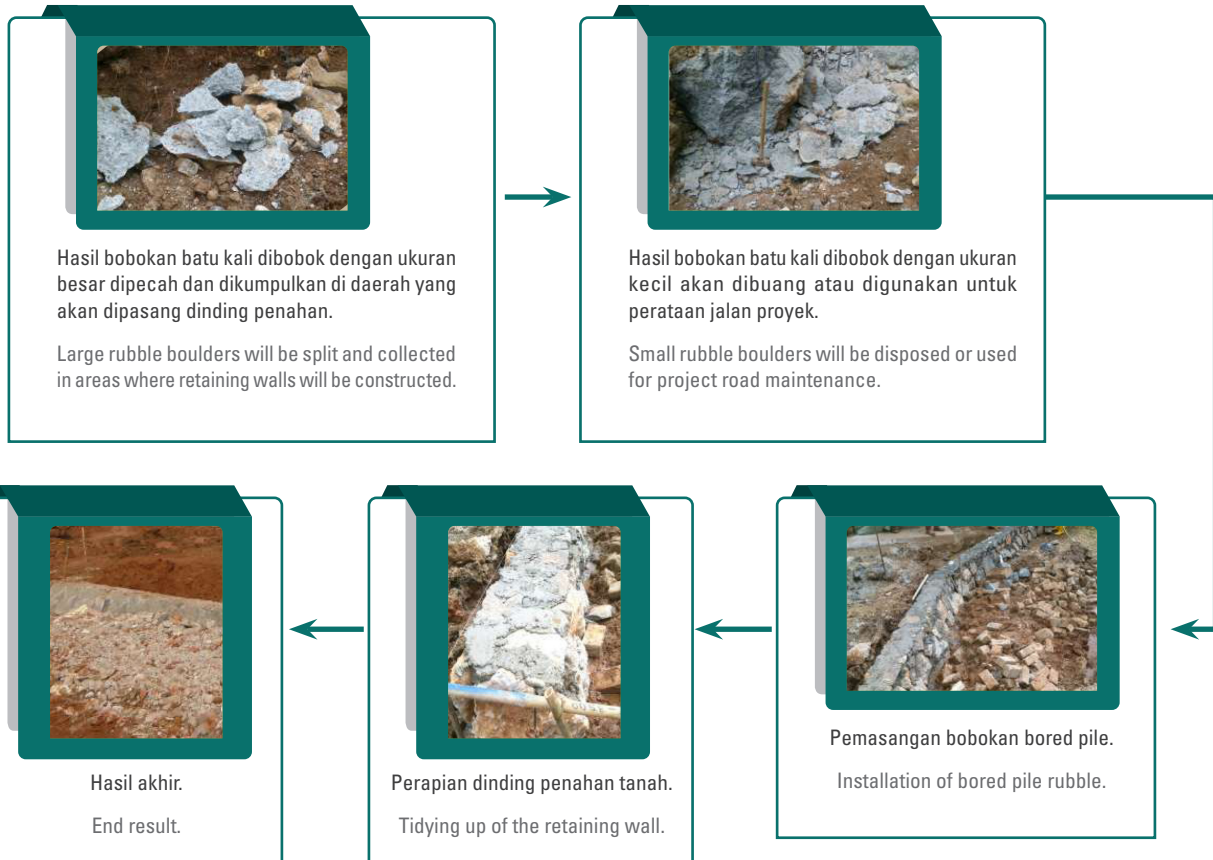 Hasil bobokan batu kali dibobok dengan ukuran
besar dipecah dan dikumpulkan di daerah yang
akan dipasang dinding penahan.
Large rubble boulders will be split and collected
in areas where retaining walls will be constructed.
Hasil bobokan batu kali dibobok dengan ukuran
kecil akan dibuang atau digunakan untuk
perataan jalan proyek.
Small rubble boulders will be disposed or used
for project road maintenance.
Pemasangan bobokan bored pile.
Installation of bored pile rubble.
Perapian dinding penahan tanah.
Tidying up of the retaining wall.
Hasil akhir.
End result.